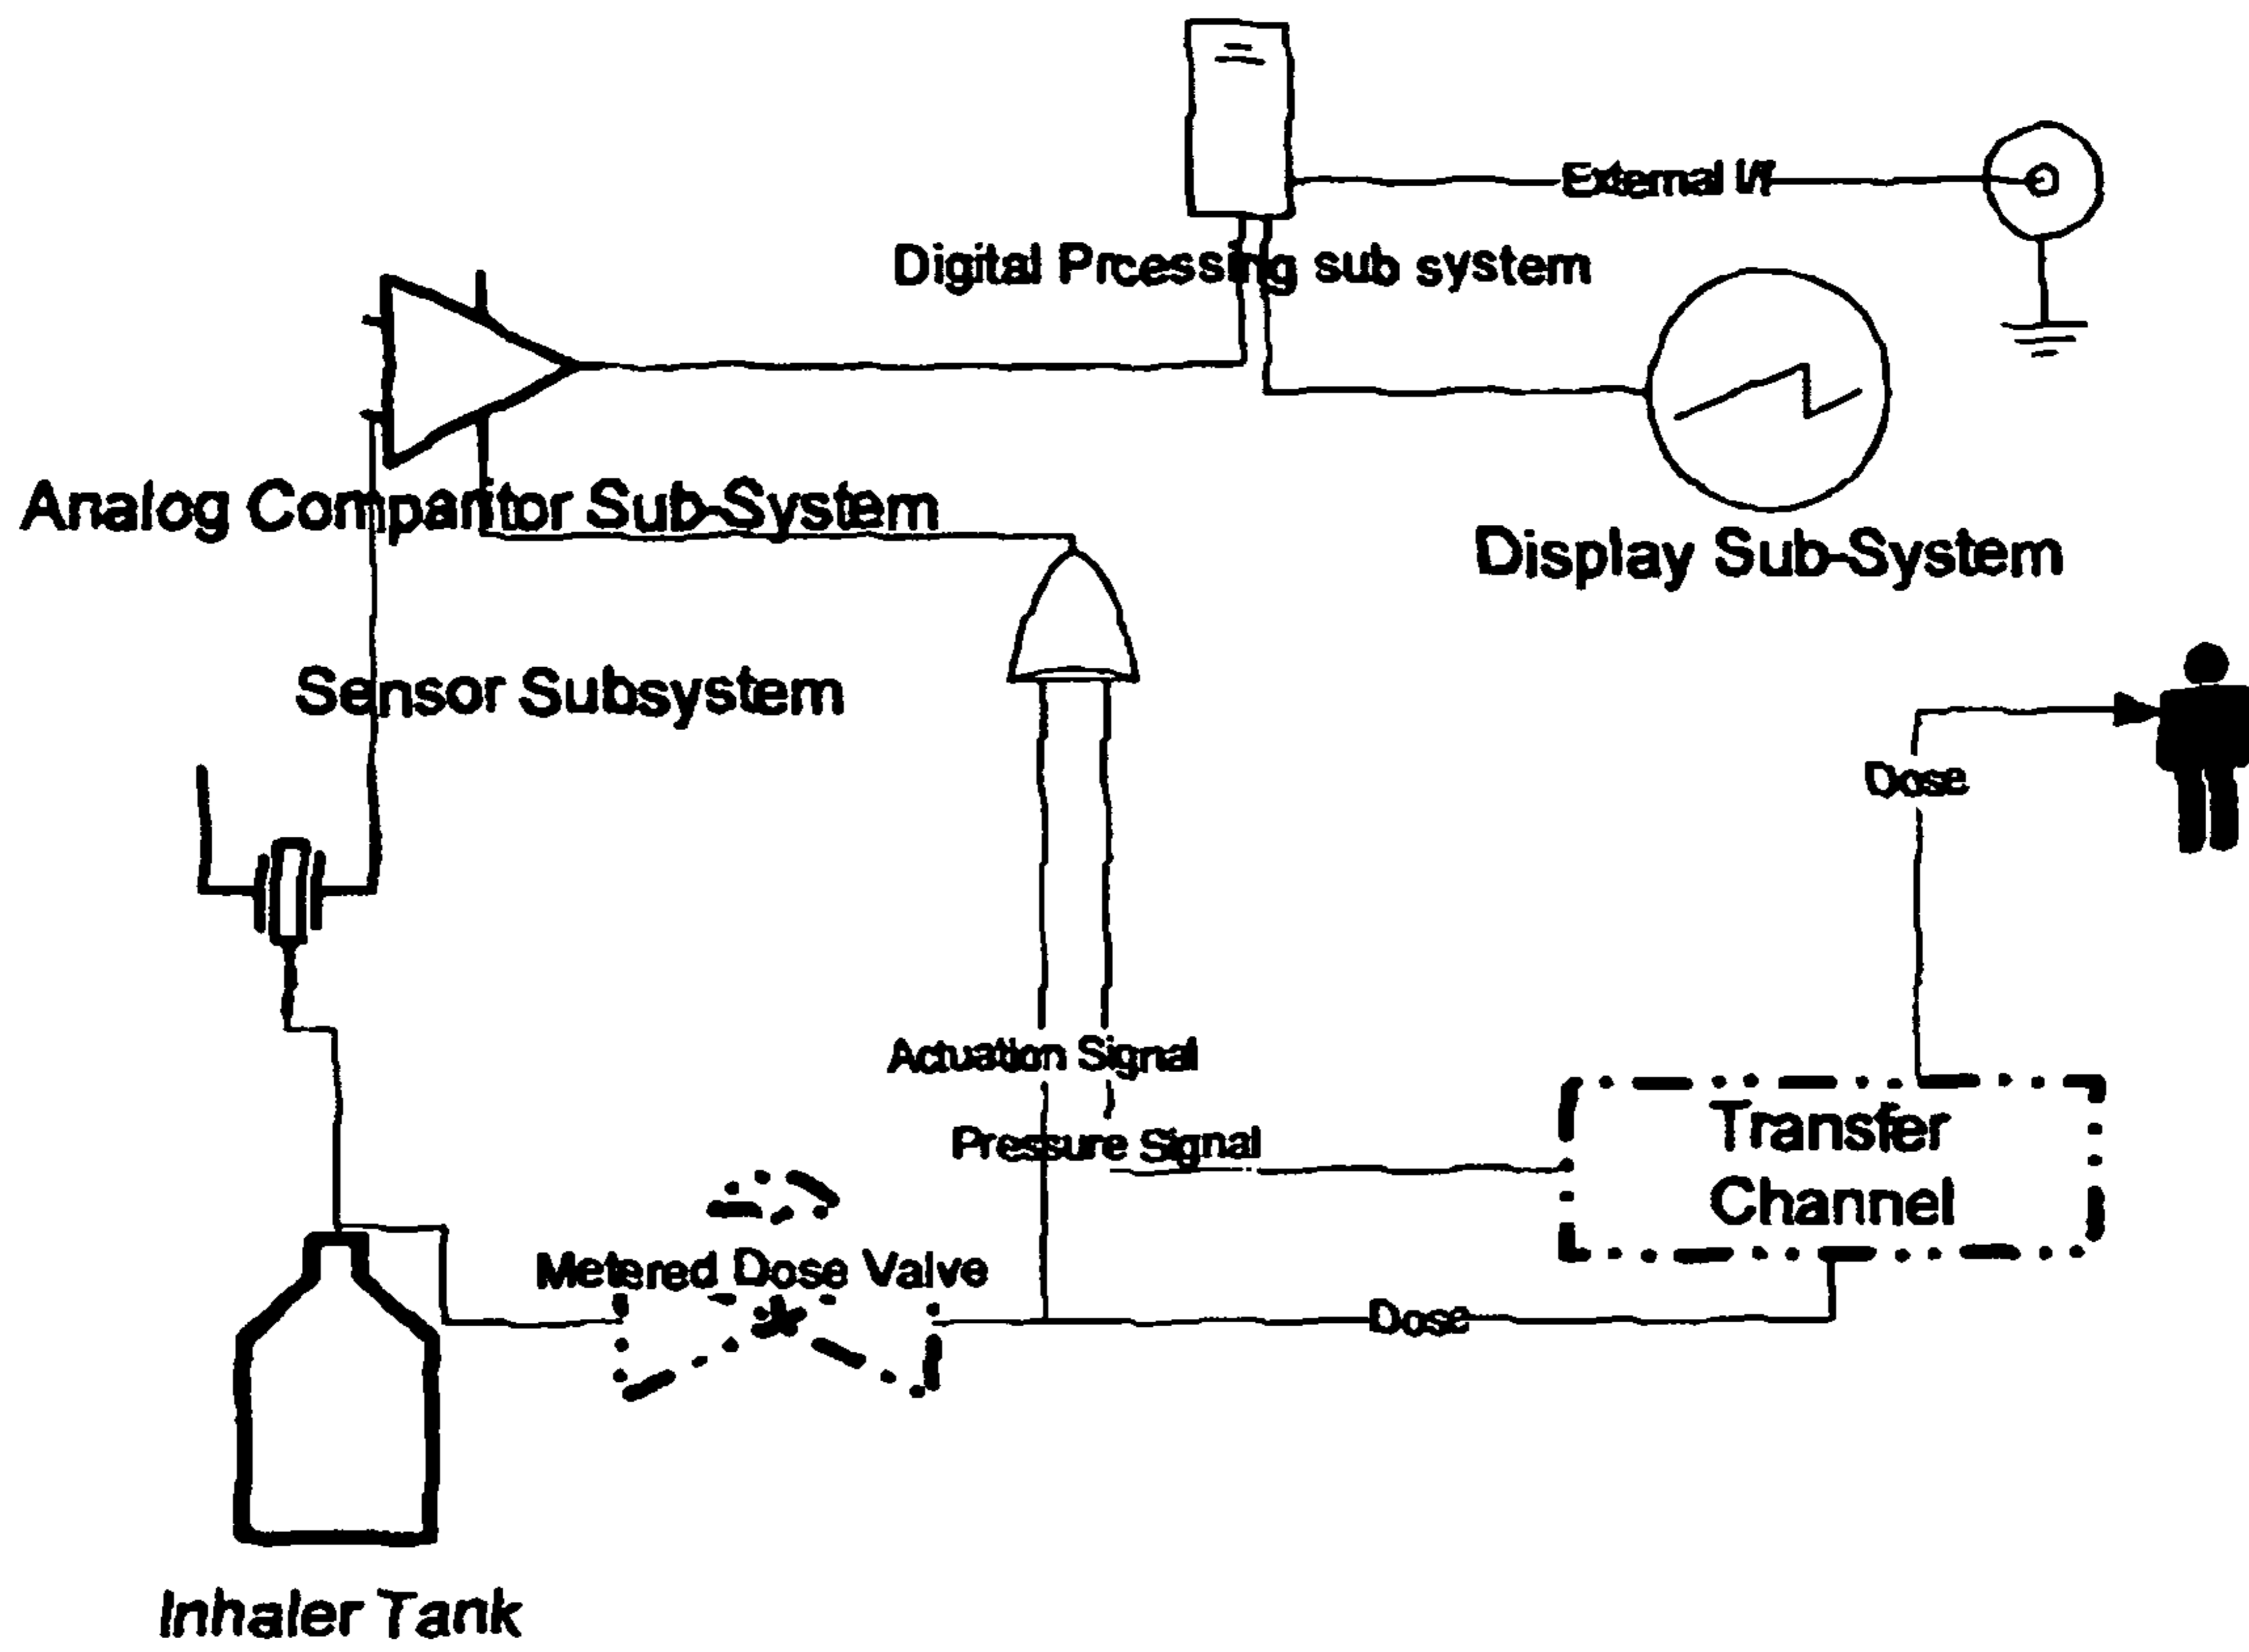 External I/f
Digital Prcessing sub system
Analog Comparitor Sub-System
Display Sub-System
Sensor Subsystem
Dose
Actuation Signal
Pressure Signal
Transfer
Channel
Metered Dose Valve
Dose
Inhaler Tank